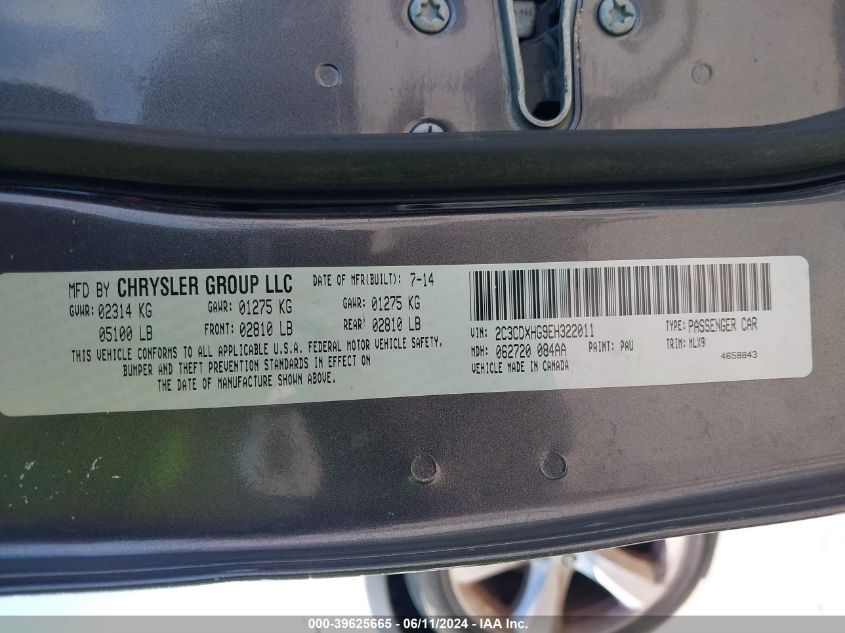 MFD BY CHRYSLER GROUP LLC DATE OF MFR(BUILT): 7-14
GVWR: 02314 KG GAWR: 01275 KG GAWR: 01275 KG
05100 LB FRONT: 02810 LB REAR: 02810 LB
THIS VEHICLE CONFORMS TO ALL APPLICABLE U.S.A. FEDERAL MOTOR VEHICLE SAFETY,
BUMPER AND THEFT PREVENTION STANDARDS IN EFFECT ON
THE DATE OF MANUFACTURE SHOWN ABOVE.
VIN: 2C3CDXHG9EH322011 TYPE: PASSENGER CAR
MDH: 062720 084AA PAINT: PAU TRIM: MLX9
VEHICLE MADE IN CANADA 4658843
000-39625665 - 06/11/2024 - IAA Inc.